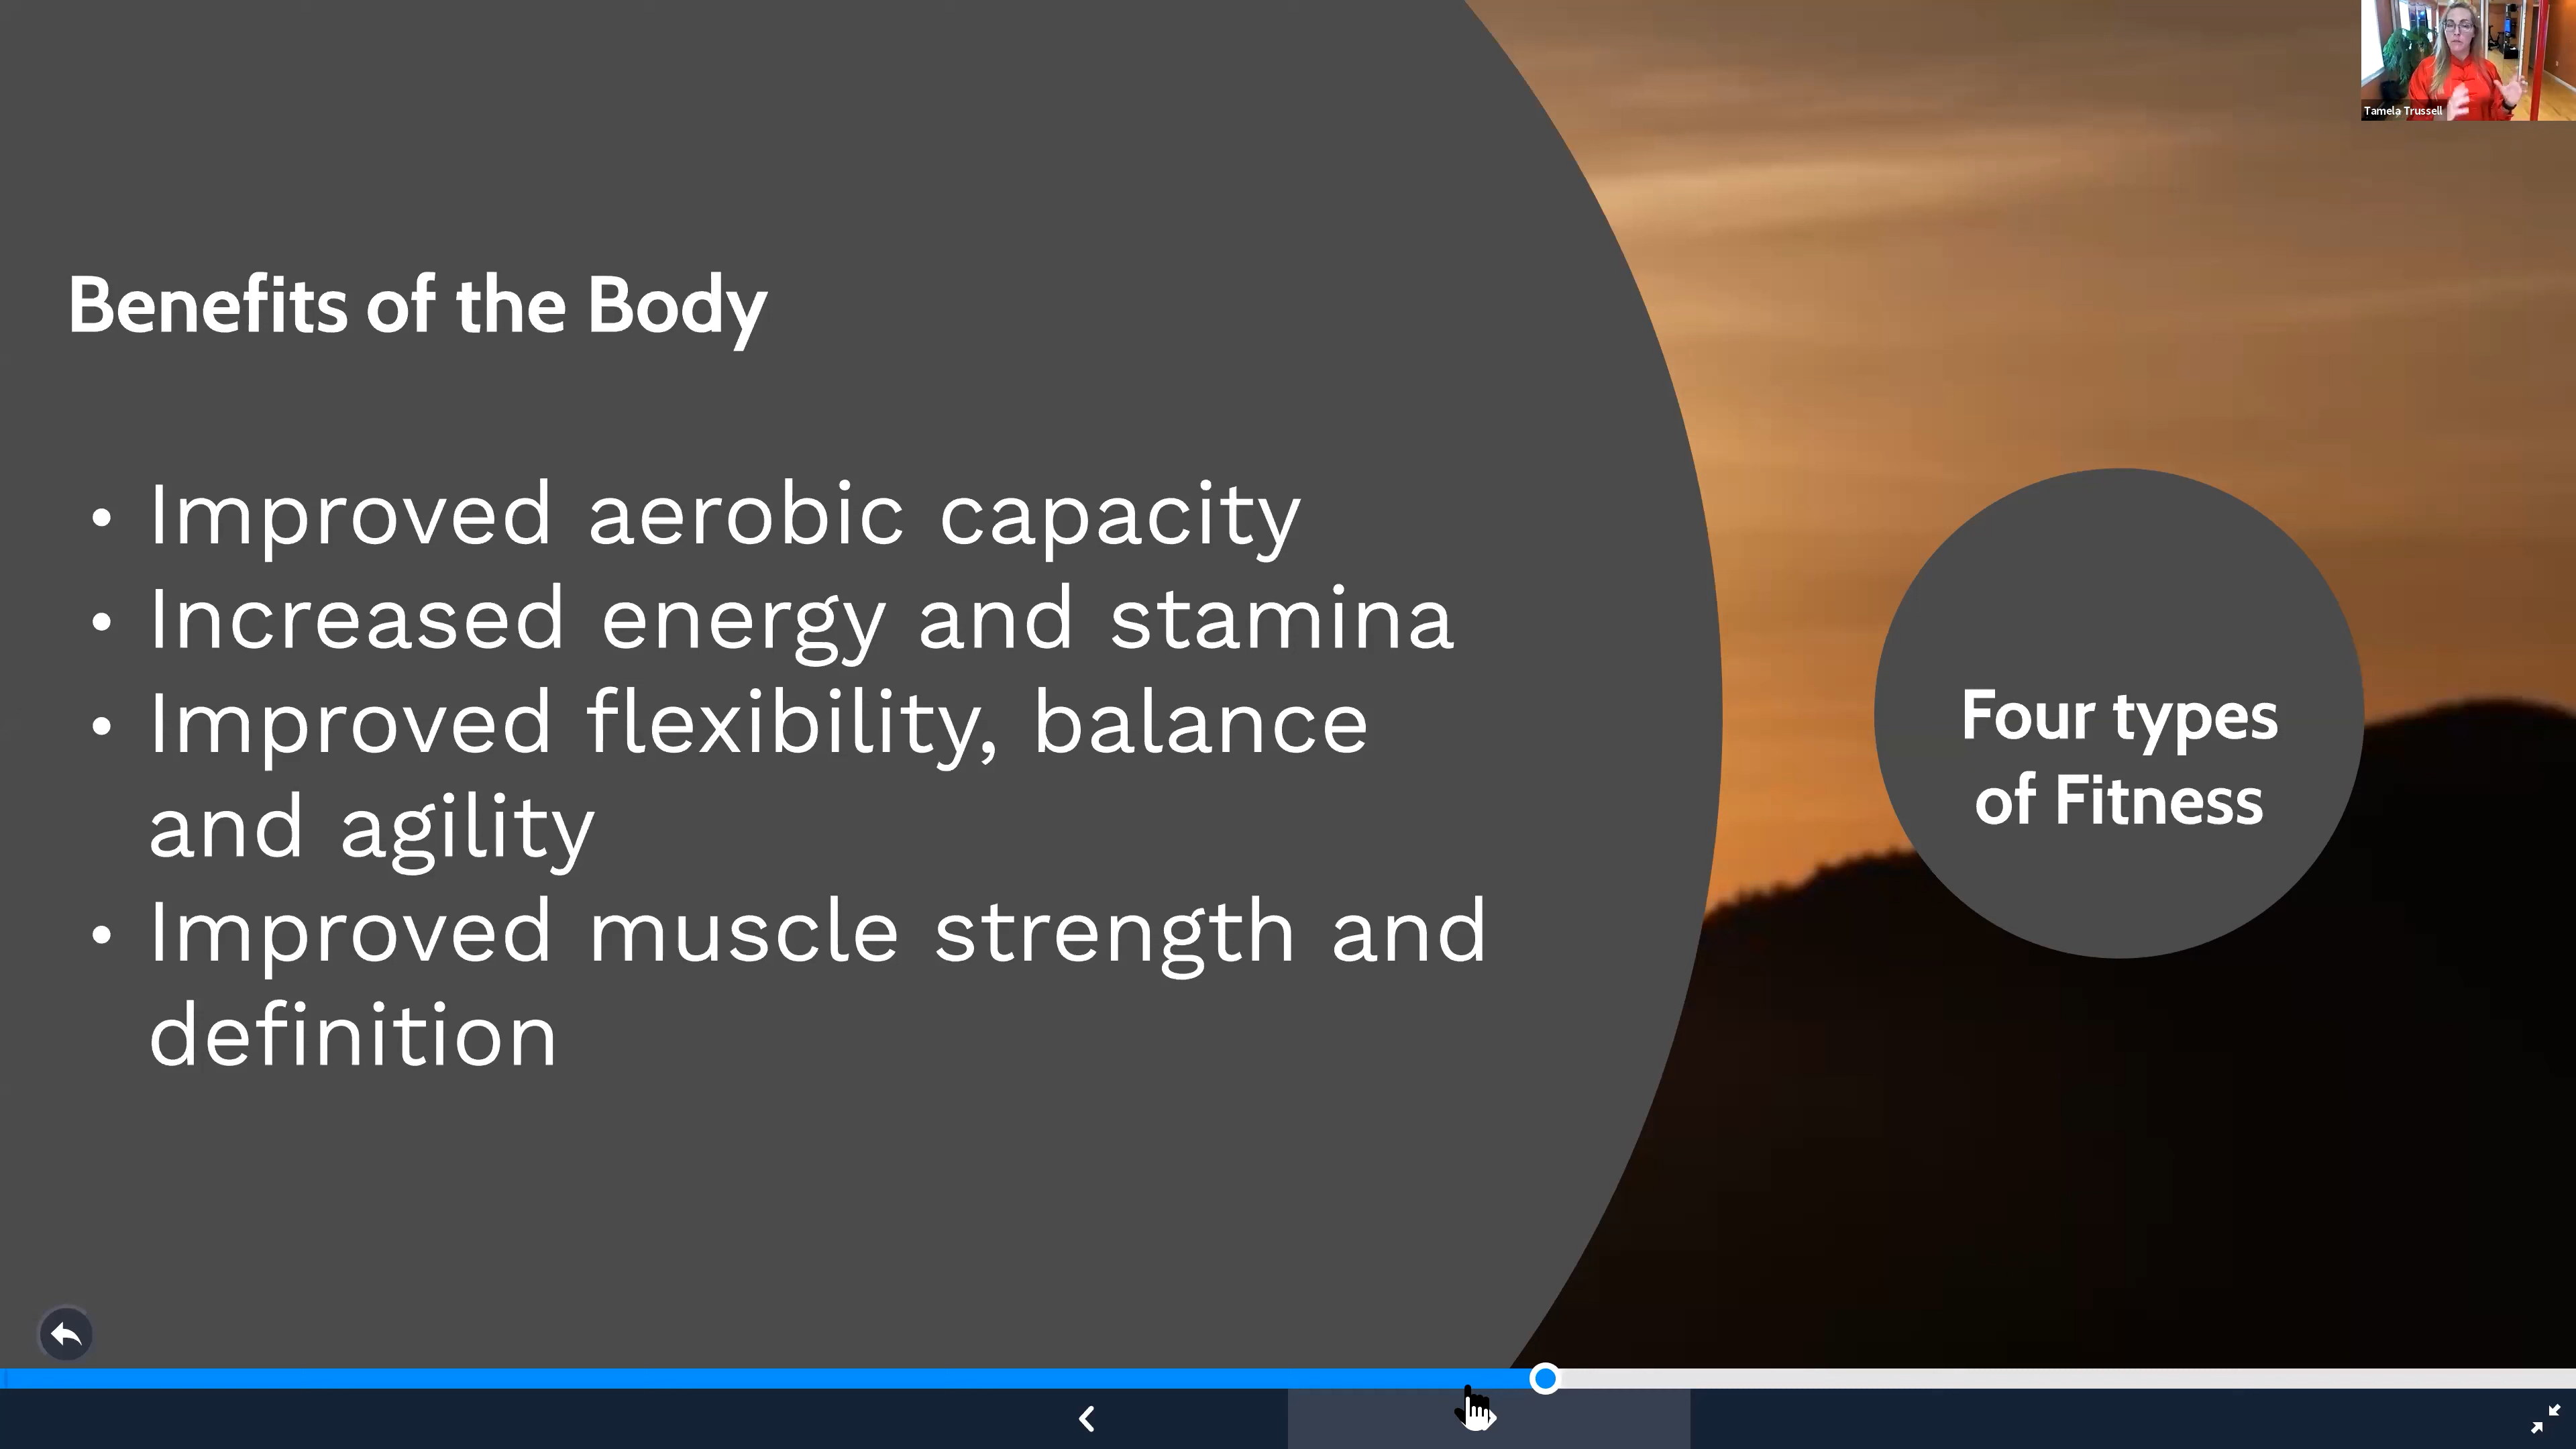 Tamela Trussell
Benefits of the Body
• Improved aerobic capacity
• Increased energy and stamina
• Improved flexibility, balance
and agility
• Improved muscle strength and
definition
Four types
of Fitness